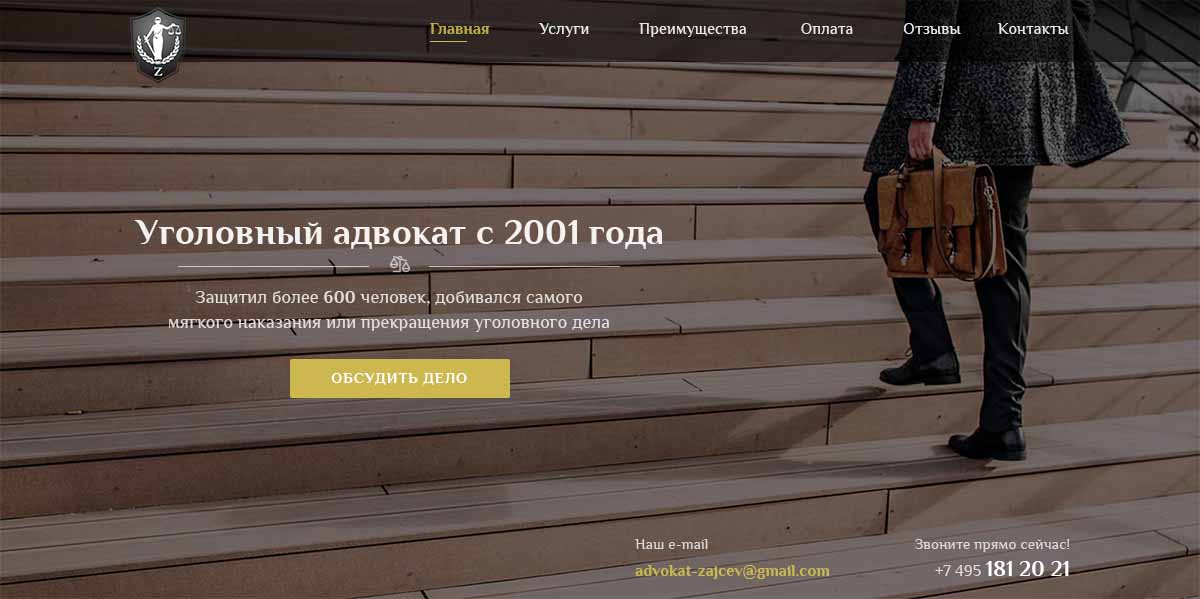 Z
Главная Услуги Преимущества Оплата Отзывы Контакты
Уголовный адвокат с 2001 года
Защитил более 600 человек, добивался самого
мягкого наказания или прекращения уголовного дела
ОБСУДИТЬ ДЕЛО
Наш e-mail
advokat-zajcev@gmail.com
Звоните прямо сейчас!
+7 495 181 20 21